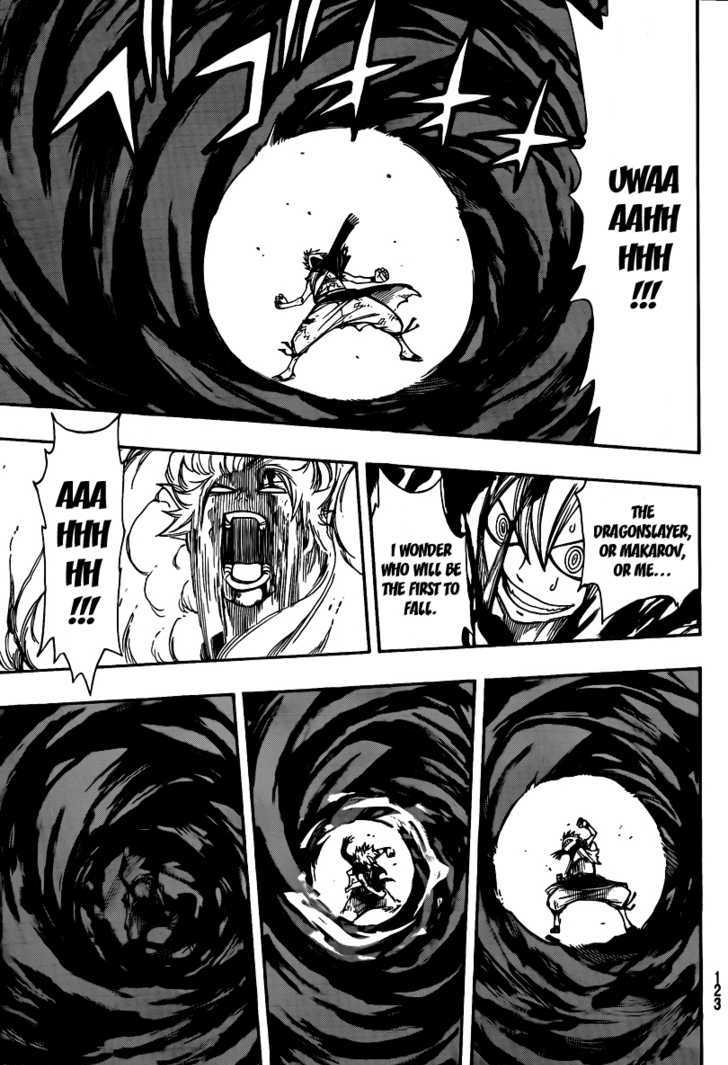 UWAA
AAHH
HHH
!!!
THE
DRAGONSLAYER,
OR MAKAROV,
OR ME...
I WONDER
WHO WILL BE
THE FIRST TO
FALL.
AAA
HHH
HH
!!!
123